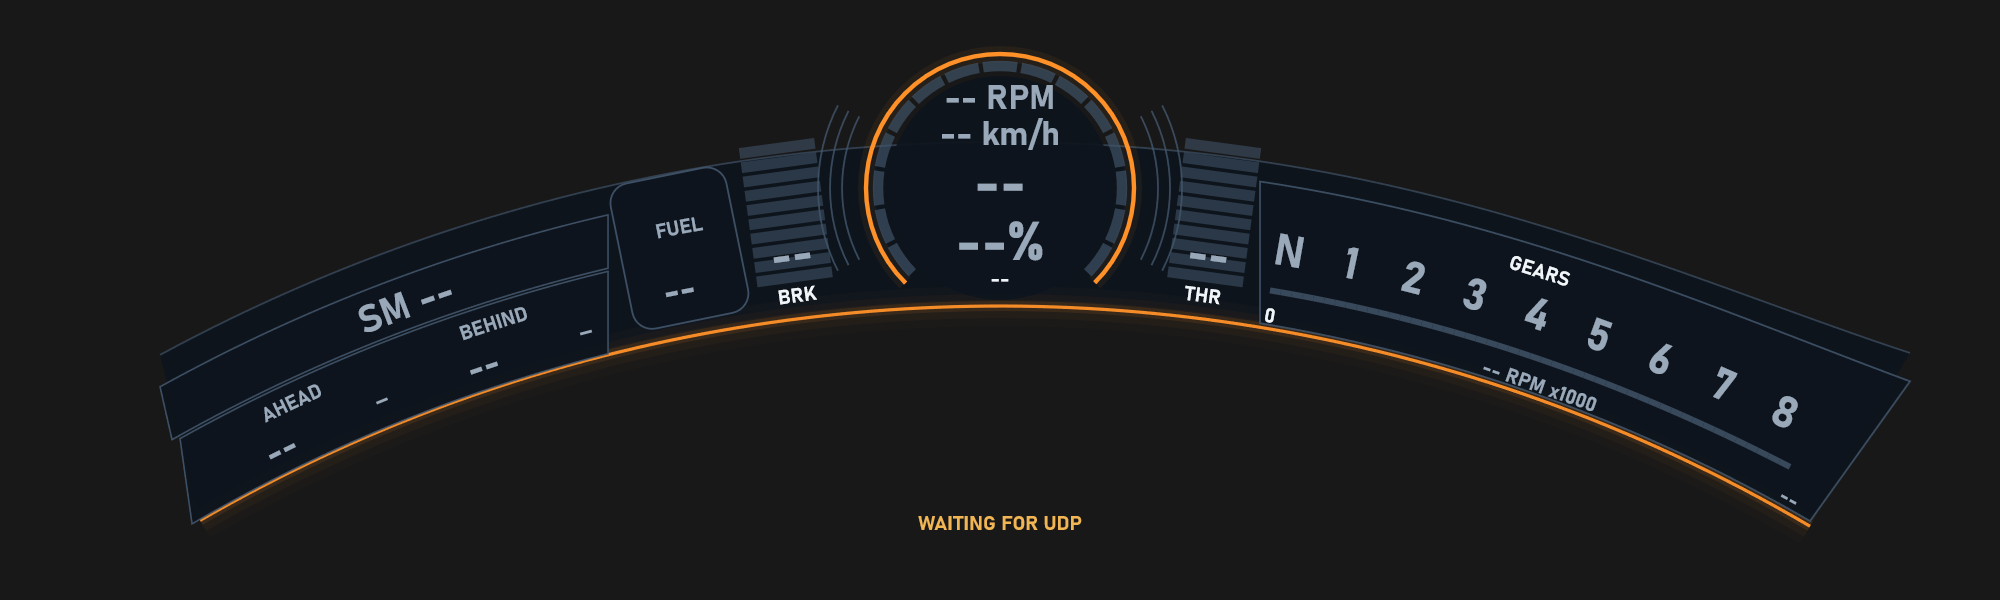 -- RPM
-- km/h
--
--%
--
SM --
AHEAD
--
-
BEHIND
--
-
FUEL
--
--
BRK
--
THR
GEARS
N 1 2 3 4 5 6 7 8
0
-- RPM x1000
--
WAITING FOR UDP